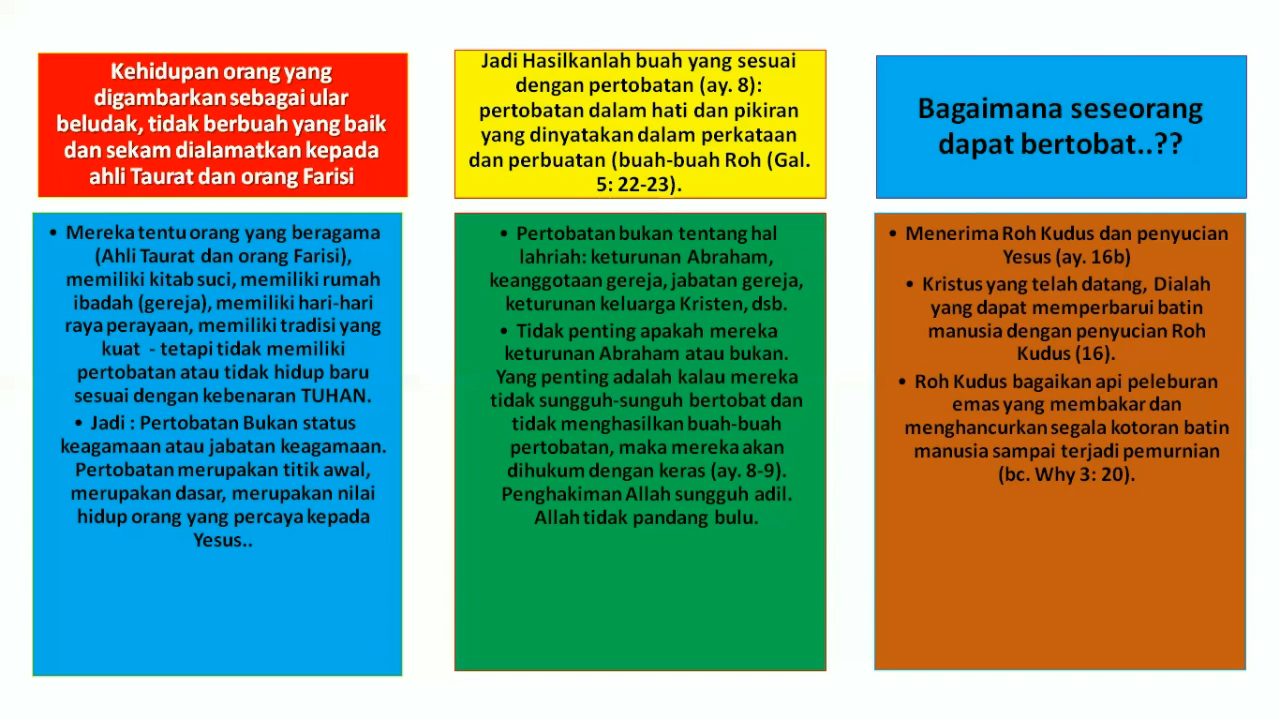 Kehidupan orang yang
digambarkan sebagai ular
beludak, tidak berbuah yang baik
dan sekam dialamatkan kepada
ahli Taurat dan orang Farisi
• Mereka tentu orang yang beragama
(Ahli Taurat dan orang Farisi),
memiliki kitab suci, memiliki rumah
ibadah (gereja), memiliki hari-hari
raya perayaan, memiliki tradisi yang
kuat - tetapi tidak memiliki
pertobatan atau tidak hidup baru
sesuai dengan kebenaran TUHAN.
• Jadi : Pertobatan Bukan status
keagamaan atau jabatan keagamaan.
Pertobatan merupakan titik awal,
merupakan dasar, merupakan nilai
hidup orang yang percaya kepada
Yesus..
Jadi Hasilkanlah buah yang sesuai
dengan pertobatan (ay. 8):
pertobatan dalam hati dan pikiran
yang dinyatakan dalam perkataan
dan perbuatan (buah-buah Roh (Gal.
5: 22-23).
• Pertobatan bukan tentang hal
lahriah: keturunan Abraham,
keanggotaan gereja, jabatan gereja,
keturunan keluarga Kristen, dsb.
• Tidak penting apakah mereka
keturunan Abraham atau bukan.
Yang penting adalah kalau mereka
tidak sungguh-sunguh bertobat dan
tidak menghasilkan buah-buah
pertobatan, maka mereka akan
dihukum dengan keras (ay. 8-9).
Penghakiman Allah sungguh adil.
Allah tidak pandang bulu.
Bagaimana seseorang
dapat bertobat..??
• Menerima Roh Kudus dan penyucian
Yesus (ay. 16b)
• Kristus yang telah datang, Dialah
yang dapat memperbarui batin
manusia dengan penyucian Roh
Kudus (16).
• Roh Kudus bagaikan api peleburan
emas yang membakar dan
menghancurkan segala kotoran batin
manusia sampai terjadi pemurnian
(bc. Why 3: 20).